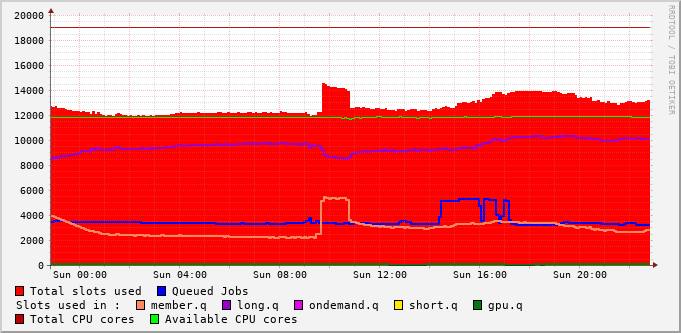 20000
18000
16000
14000
12000
10000
8000
6000
4000
2000
0
Sun 00:00 Sun 04:00 Sun 08:00 Sun 12:00 Sun 16:00 Sun 20:00
Total slots used Queued Jobs
Slots used in : member.q long.q ondemand.q short.q gpu.q
Total CPU cores Available CPU cores
RRDTOOL / TOBI OETIKER